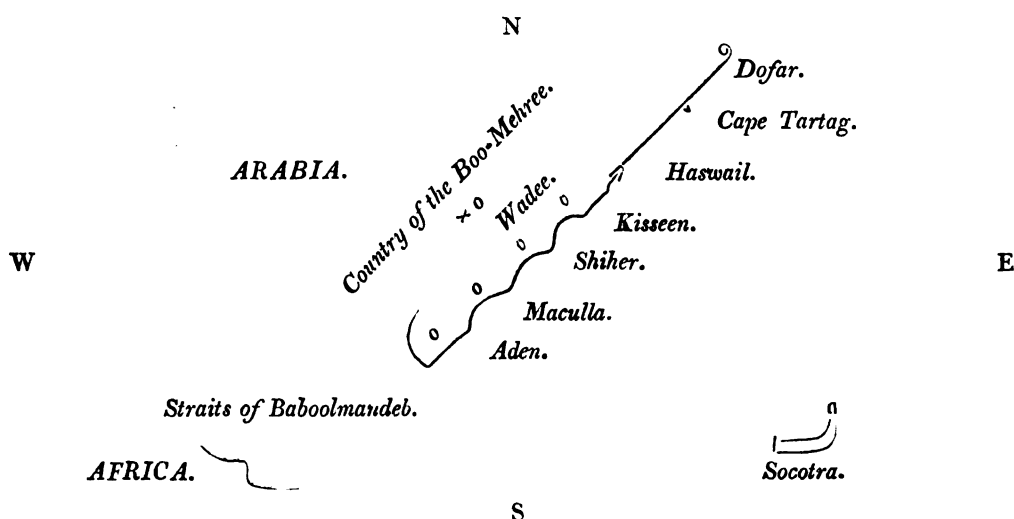 N
Dofar.
Cape Tartag.
ARABIA.
Country of the Boo-Mehree.
Haswail.
× o
Wadee.
Kisseen.
W
Shiher.
E
Maculla.
Aden.
Straits of Baboolmandeb.
AFRICA.
Socotra.
S